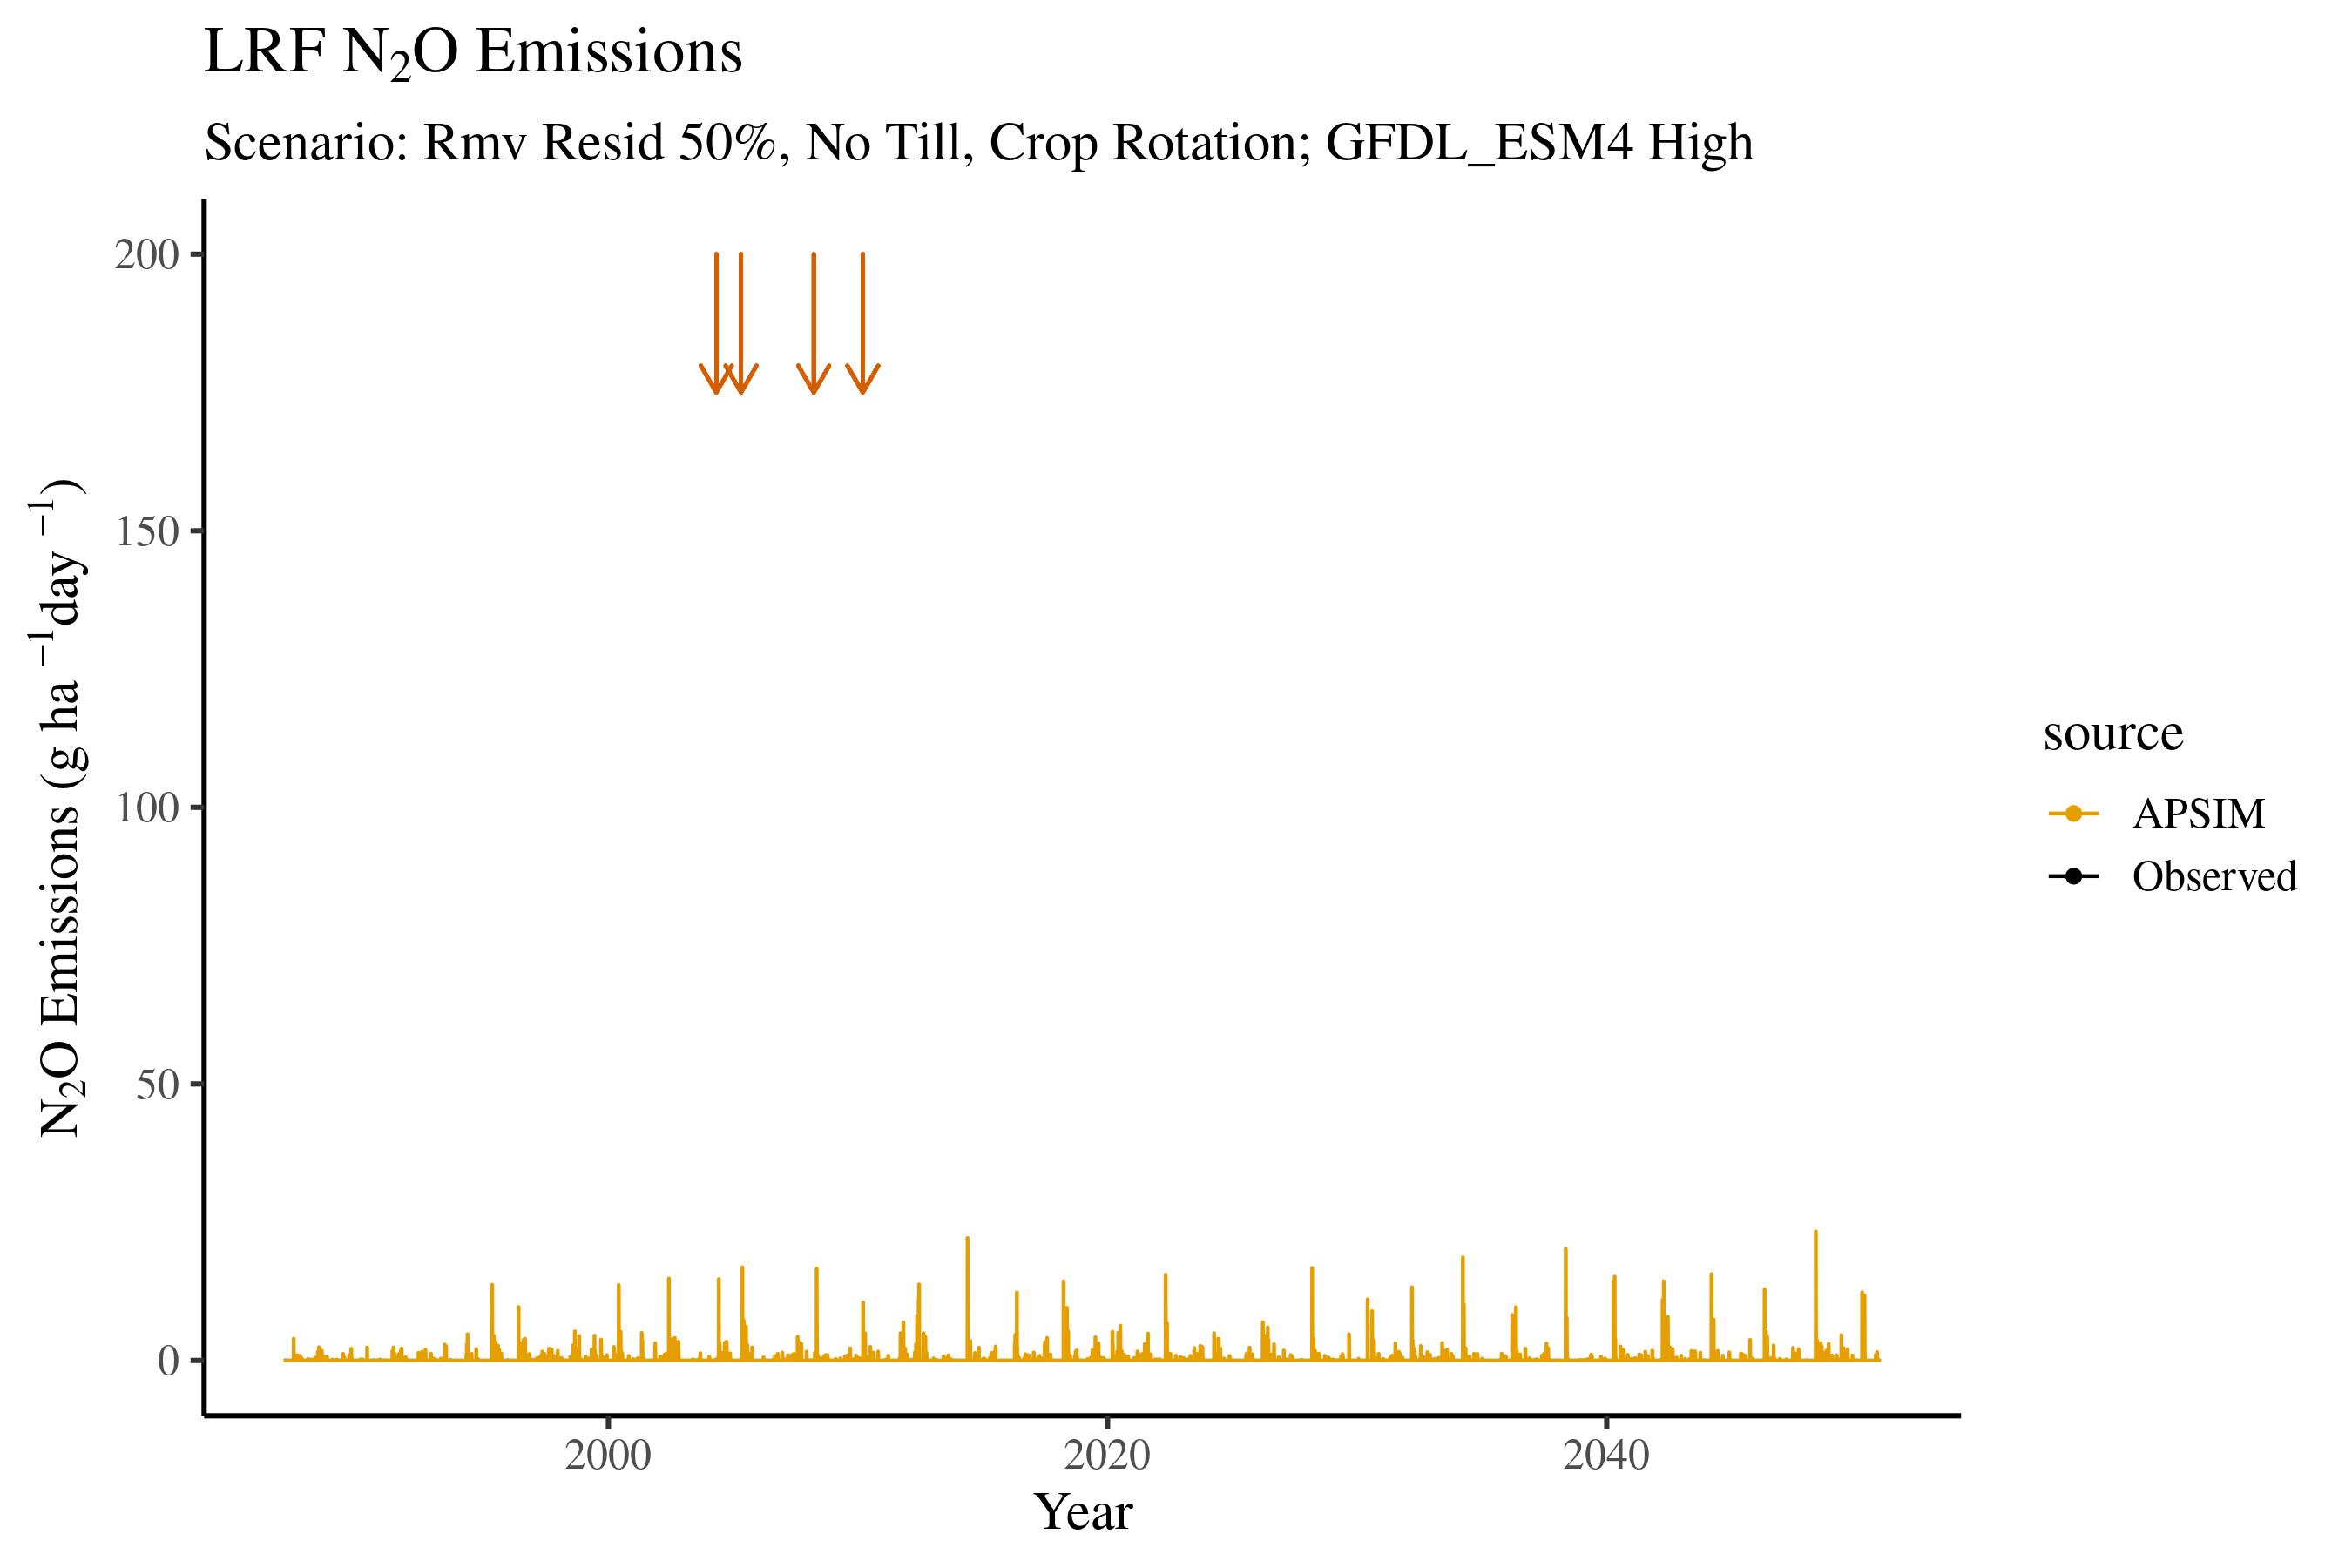 LRF N₂O Emissions
Scenario: Rmv Resid 50%, No Till, Crop Rotation; GFDL_ESM4 High
N₂O Emissions (g ha ⁻¹day ⁻¹)
200
150
100
50
0
2000 2020 2040
Year
source
APSIM
Observed